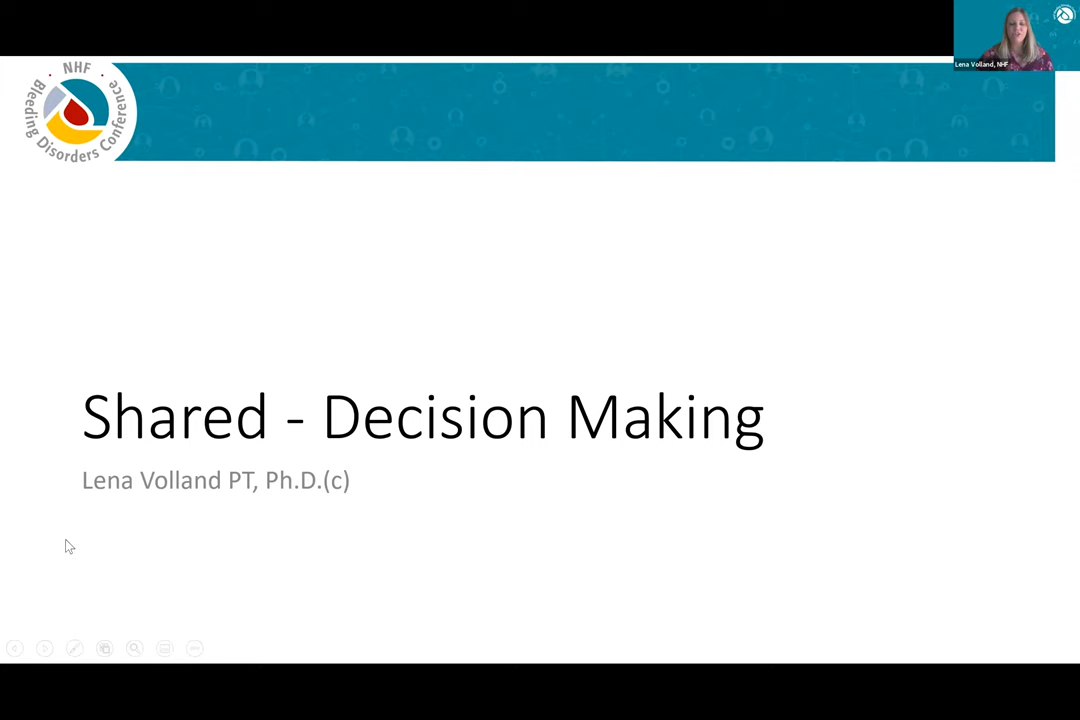 Lena Volland, NHF
· NHF ·
Bleeding Disorders Conference
Shared - Decision Making
Lena Volland PT, Ph.D.(c)